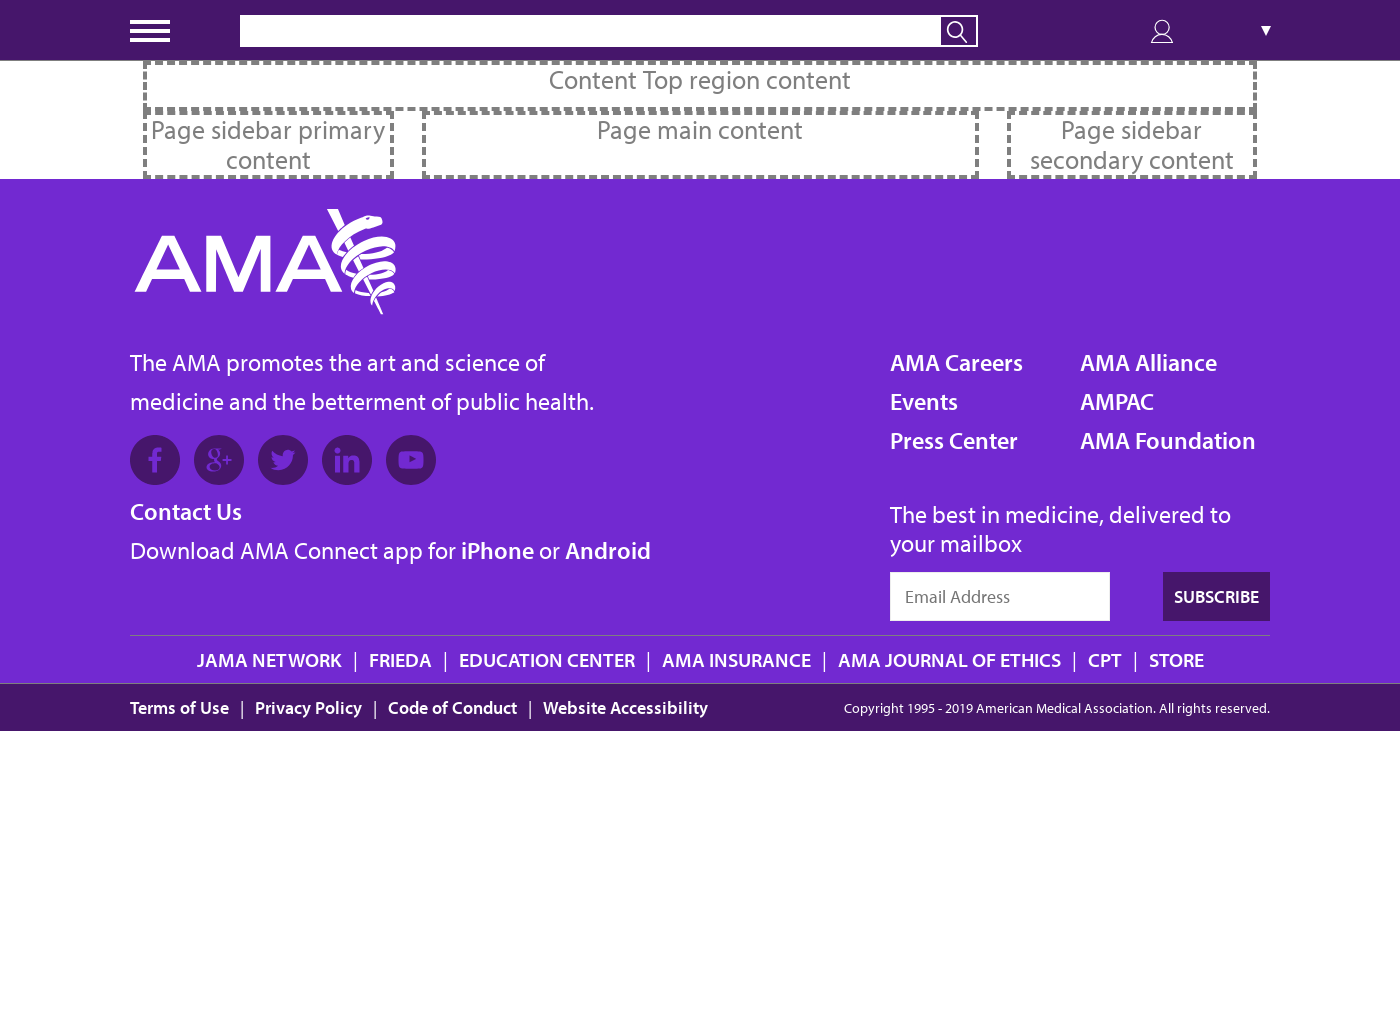 Content Top region content
Page sidebar primary
content
Page main content
Page sidebar
secondary content
AMA
The AMA promotes the art and science of
medicine and the betterment of public health.
Contact Us
Download AMA Connect app for iPhone or Android
AMA Careers
Events
Press Center
AMA Alliance
AMPAC
AMA Foundation
The best in medicine, delivered to
your mailbox
Email Address
SUBSCRIBE
JAMA NETWORK | FRIEDA | EDUCATION CENTER | AMA INSURANCE | AMA JOURNAL OF ETHICS | CPT | STORE
Terms of Use | Privacy Policy | Code of Conduct | Website Accessibility
Copyright 1995 - 2019 American Medical Association. All rights reserved.